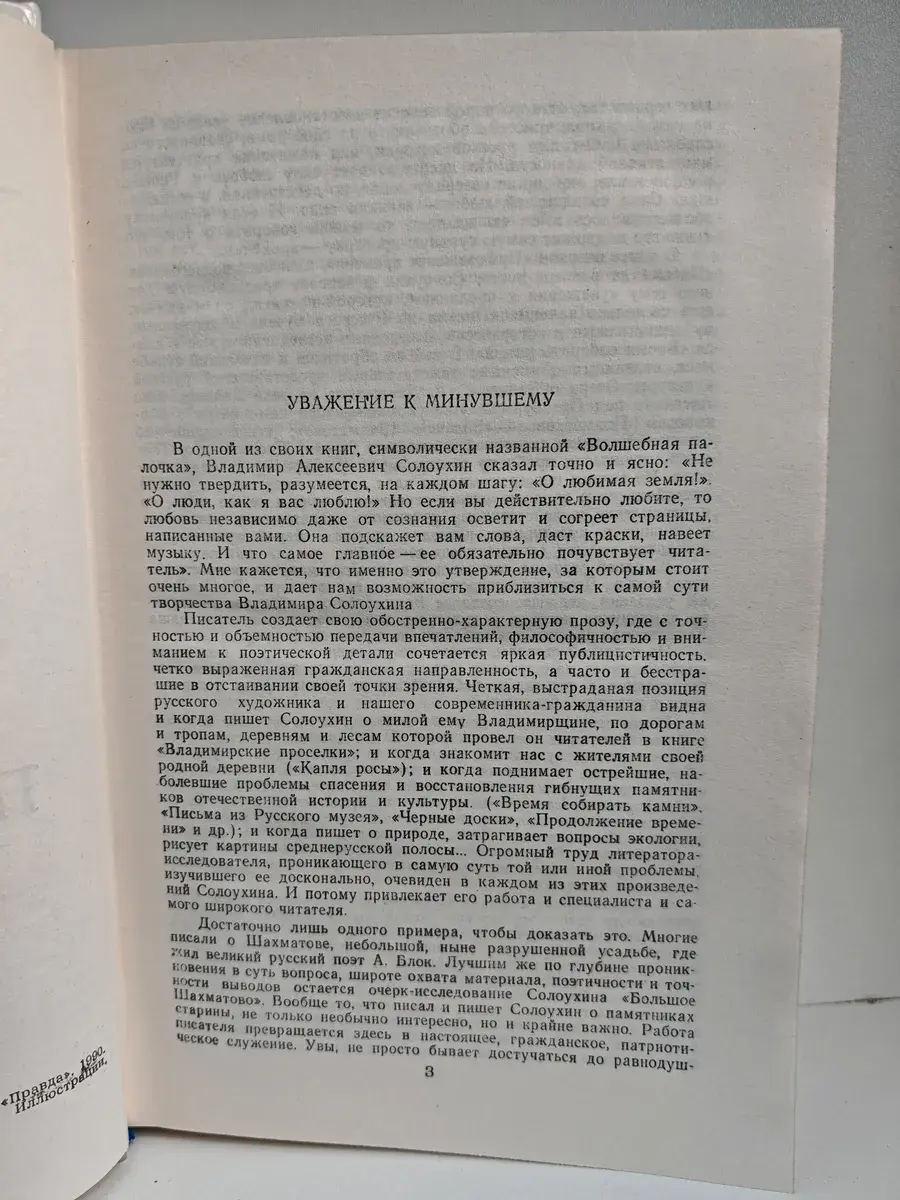 УВАЖЕНИЕ К МИНУВШЕМУ
В одной из своих книг, символически названной «Волшебная па-
лочка», Владимир Алексеевич Солоухин сказал точно и ясно: «Не
нужно твердить, разумеется, на каждом шагу: «О любимая земля!».
«О люди, как я вас люблю!» Но если вы действительно любите, то
любовь независимо даже от сознания осветит и согреет страницы,
написанные вами. Она подскажет вам слова, даст краски, навеет
музыку. И что самое главное — ее обязательно почувствует чита-
тель». Мне кажется, что именно это утверждение, за которым стоит
очень многое, и дает нам возможность приблизиться к самой сути
творчества Владимира Солоухина
Писатель создает свою обостренно-характерную прозу, где с точ-
ностью и объемностью передачи впечатлений, философичностью и вни-
манием к поэтической детали сочетается яркая публицистичность.
четко выраженная гражданская направленность, а часто и бесстра-
шие в отстаивании своей точки зрения. Четкая, выстраданая позиция
русского художника и нашего современника-гражданина видна
и когда пишет Солоухин о милой ему Владимирщине, по дорогам
и тропам, деревням и лесам которой провел он читателей в книге
«Владимирские проселки»; и когда знакомит нас с жителями своей
родной деревни («Капля росы»); и когда поднимает острейшие, на-
болевшие проблемы спасения и восстановления гибнущих памятни-
ков отечественной истории и культуры. («Время собирать камни».
«Письма из Русского музея», «Черные доски», «Продолжение време-
ни» и др.); и когда пишет о природе, затрагивает вопросы экологии,
рисует картины среднерусской полосы... Огромный труд литератора-
исследователя, проникающего в самую суть той или иной проблемы,
изучившего ее досконально, очевиден в каждом из этих произведе-
ний Солоухина. И потому привлекает его работа и специалиста и са-
мого широкого читателя.
Достаточно лишь одного примера, чтобы доказать это. Многие
писали о Шахматове, небольшой, ныне разрушенной усадьбе, где
жил великий русский поэт А. Блок. Лучшим же по глубине проник-
новения в суть вопроса, широте охвата материала, поэтичности и точ-
ности выводов остается очерк-исследование Солоухина «Большое
Шахматово». Вообще то, что писал и пишет Солоухин о памятниках
старины, не только необычно интересно, но и крайне важно. Работа
писателя превращается здесь в настоящее, гражданское, патриоти-
ческое служение. Увы, не просто бывает достучаться до равнодуш-
3
«Правда», 1990.
Иллюстрации.